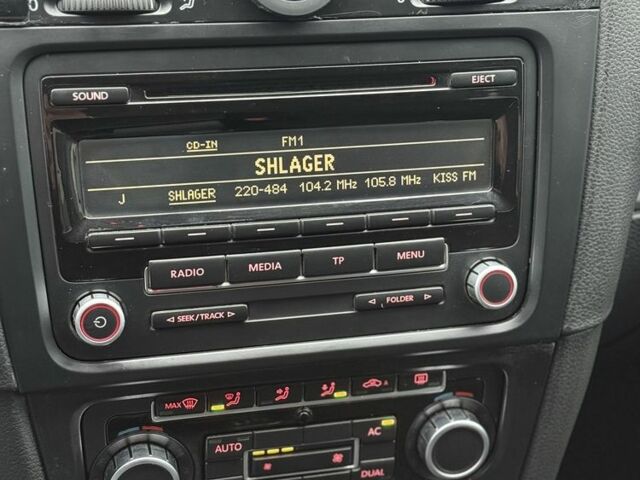 SOUND
EJECT
CD-IN FM1
SHLAGER
J SHLAGER 220-484 104.2 MHz 105.8 MHz KISS FM
RADIO MEDIA TP MENU
SEEK/TRACK FOLDER
MAX
AUTO AC
DUAL